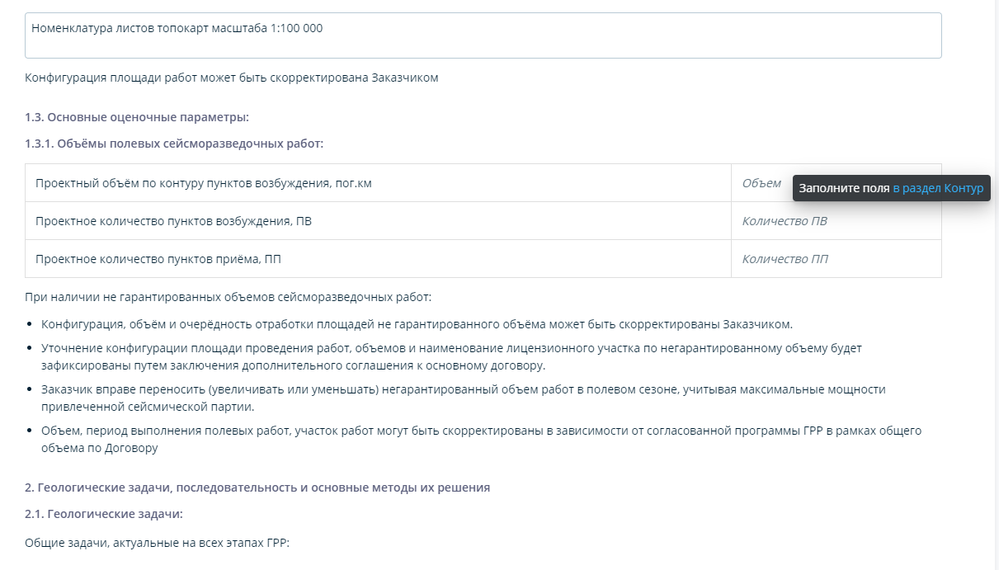 Номенклатура листов топокарт масштаба 1:100 000
Конфигурация площади работ может быть скорректирована Заказчиком
1.3. Основные оценочные параметры:
1.3.1. Объёмы полевых сейсморазведочных работ:
Проектный объём по контуру пунктов возбуждения, пог.км
Объем
Заполните поля в раздел Контур
Проектное количество пунктов возбуждения, ПВ
Количество ПВ
Проектное количество пунктов приёма, ПП
Количество ПП
При наличии не гарантированных объемов сейсморазведочных работ:
• Конфигурация, объём и очерёдность отработки площадей не гарантированного объёма может быть скорректированы Заказчиком.
• Уточнение конфигурации площади проведения работ, объемов и наименование лицензионного участка по негарантированному объему будет
зафиксированы путем заключения дополнительного соглашения к основному договору.
• Заказчик вправе переносить (увеличивать или уменьшать) негарантированный объем работ в полевом сезоне, учитывая максимальные мощности
привлеченной сейсмической партии.
• Объем, период выполнения полевых работ, участок работ могут быть скорректированы в зависимости от согласованной программы ГРР в рамках общего
объема по Договору
2. Геологические задачи, последовательность и основные методы их решения
2.1. Геологические задачи:
Общие задачи, актуальные на всех этапах ГРР: